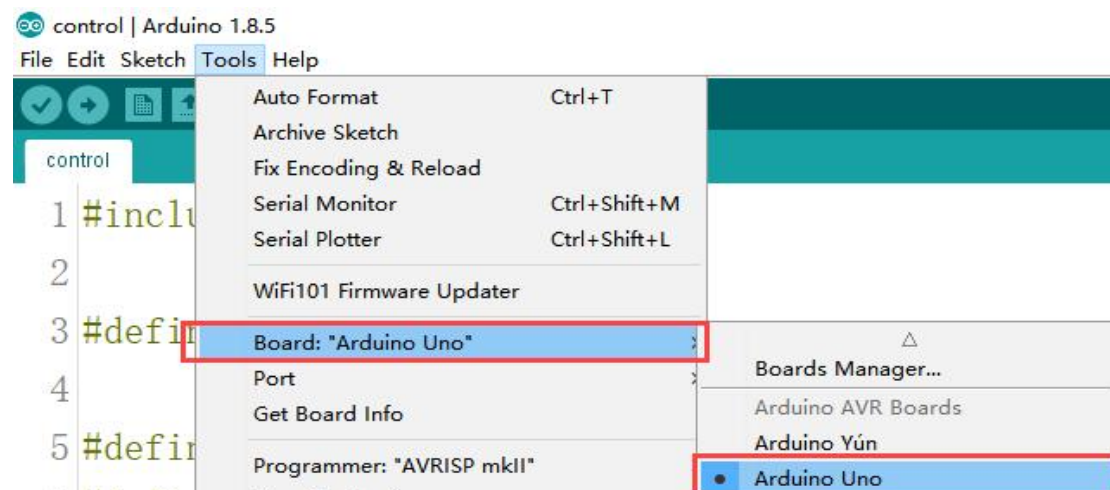 control | Arduino 1.8.5
File Edit Sketch Tools Help
Auto Format Ctrl+T
Archive Sketch
control
Fix Encoding & Reload
1 #inclu
Serial Monitor Ctrl+Shift+M
Serial Plotter Ctrl+Shift+L
2
WiFi101 Firmware Updater
3 #defin
Board: "Arduino Uno"
Port
Boards Manager...
4
Get Board Info
Arduino AVR Boards
5 #defin
Arduino Yún
Programmer: "AVRISP mkII"
Arduino Uno